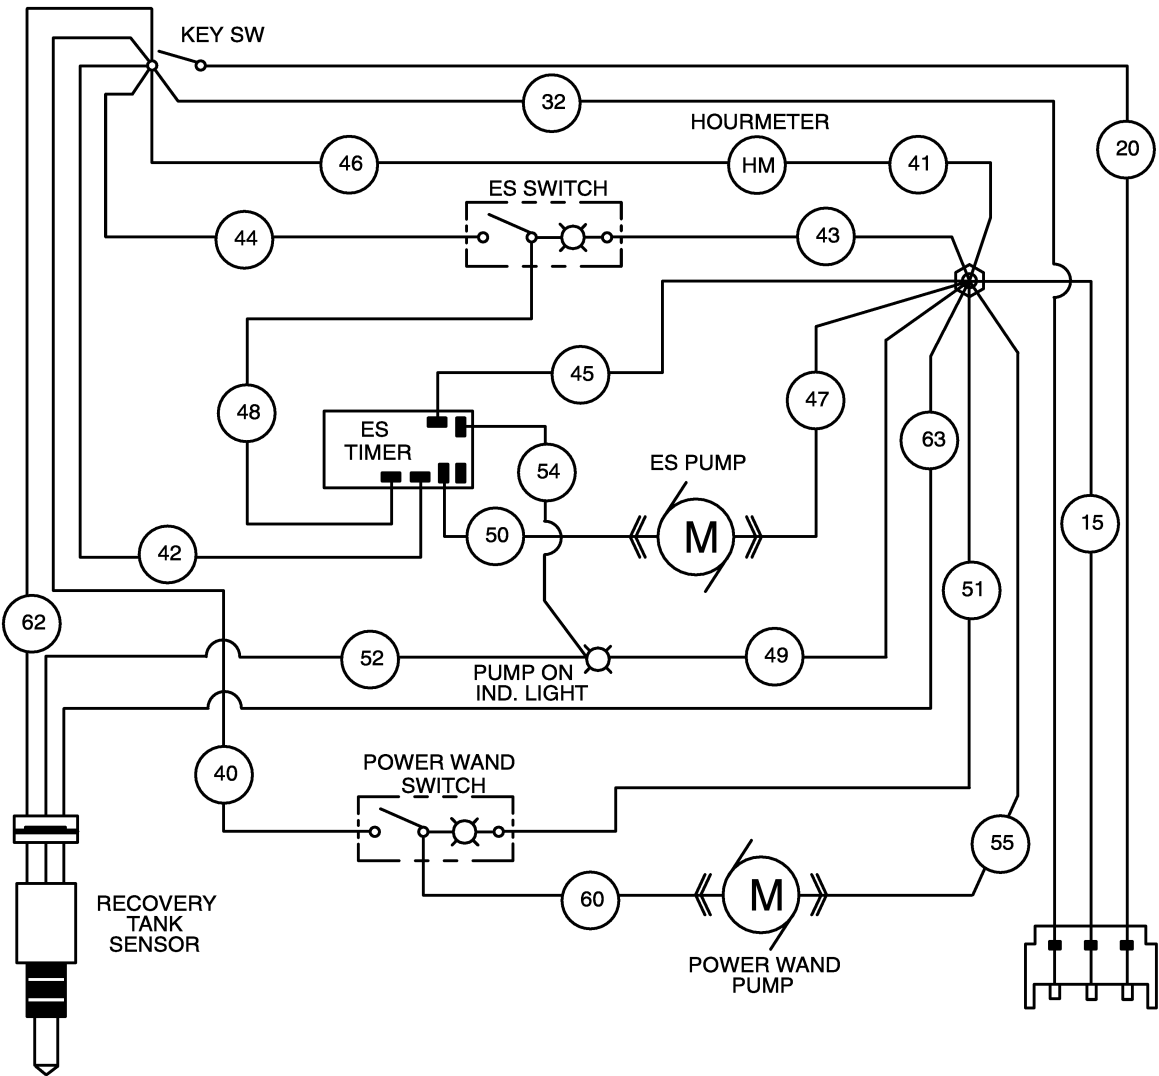 KEY SW
32
HOURMETER
20
46
HM
41
ES SWITCH
44
43
45
48
47
ES
TIMER
63
54
ES PUMP
15
50
42
51
62
52
49
PUMP ON
IND. LIGHT
40
POWER WAND
SWITCH
55
60
RECOVERY
TANK
SENSOR
POWER WAND
PUMP
M
M